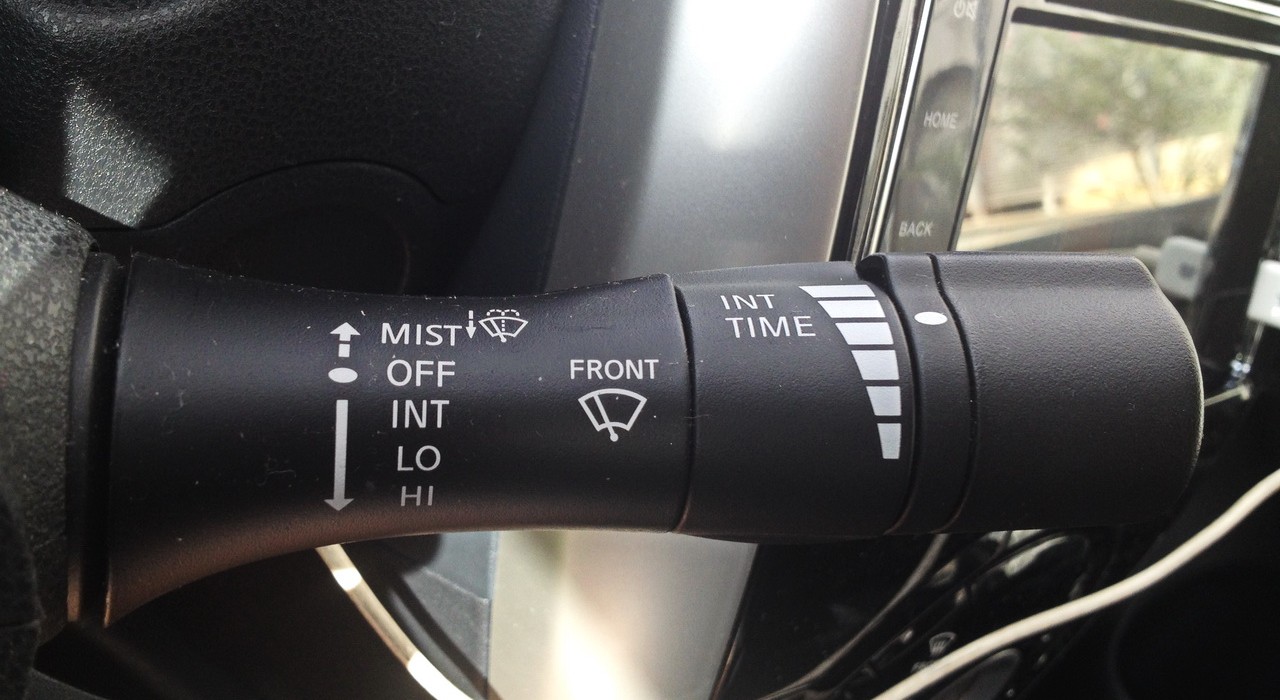 HOME
BACK
MIST
OFF
INT
LO
HI
FRONT
INT
TIME